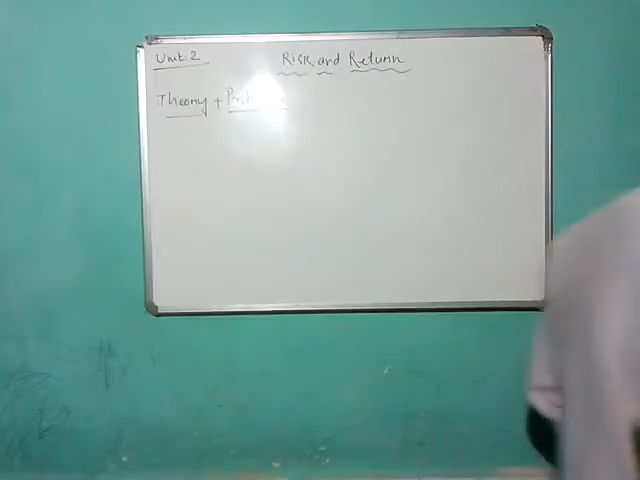 Unit 2
Risk and Return
Theory +